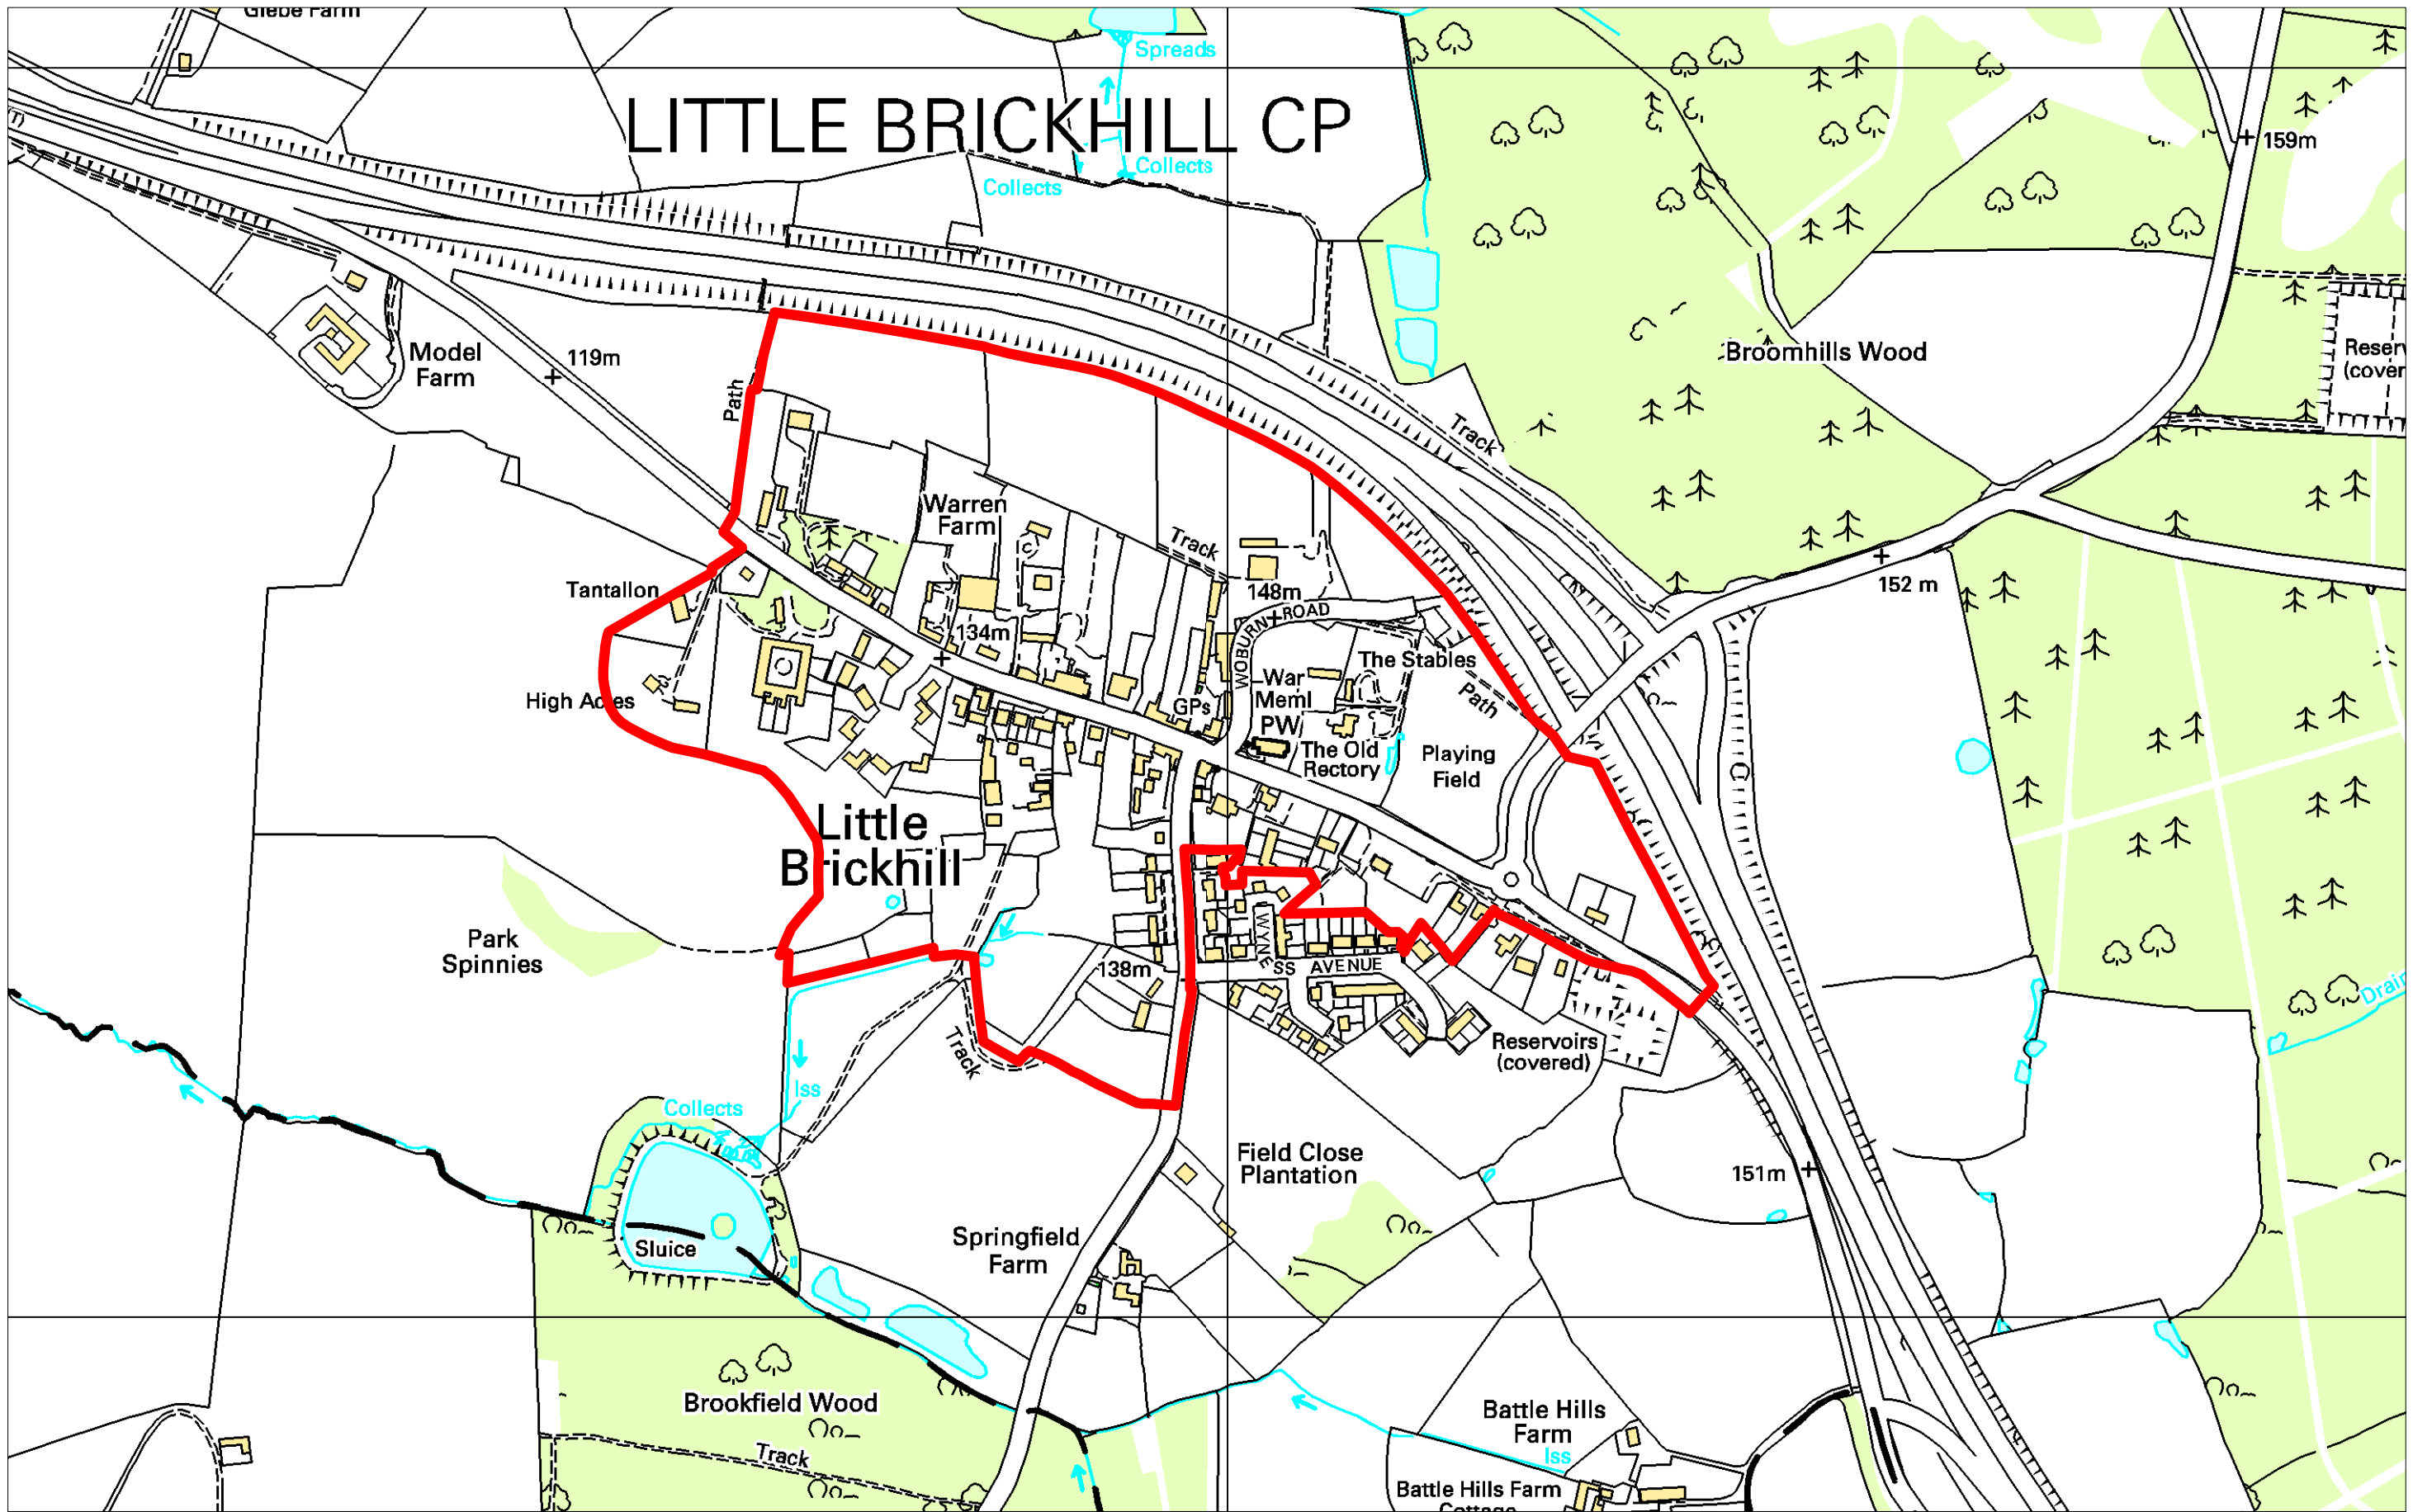 Glebe Farm
Spreads
LITTLE BRICKHILL CP
159m
Collects
Collects
Model
Farm
119m
Path
Broomhills Wood
Track
Warren
Farm
Track
152 m
Tantallon
148m
WOBURN ROAD
134m
The Stables
War
Meml
High Acres
GPs
PW
Path
The Old
Rectory
Playing
Field
Little
Brickhill
Park
Spinnies
138m
AVENUE
Drain
Track
Reservoirs
(covered)
Iss
Collects
Field Close
Plantation
151m
Springfield
Farm
Sluice
Brookfield Wood
Track
Battle Hills
Farm
Iss
Battle Hills Farm
Cottage